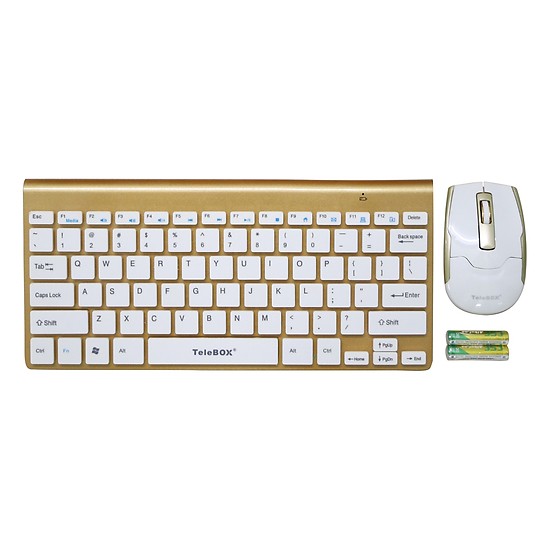 Esc F1 Media F2 F3 F4 F5 F6 F7 F8 F9 F10 F11 F12 Delete
~ ` ! 1 @ 2 # 3 $ 4 % 5 ^ 6 & 7 * 8 ( 9 ) 0 _ - + = Back space
Tab Q W E R T Y U I O P { [ } ] | \
Caps Lock A S D F G H J K L : ; " ' Enter
⇧ Shift Z X C V B N M < , > . ? / ⇧ Shift
Ctrl Fn Alt TeleBOX® Alt Ctrl ←Home ↑PgUp ↓PgDn →End
TELEBOX